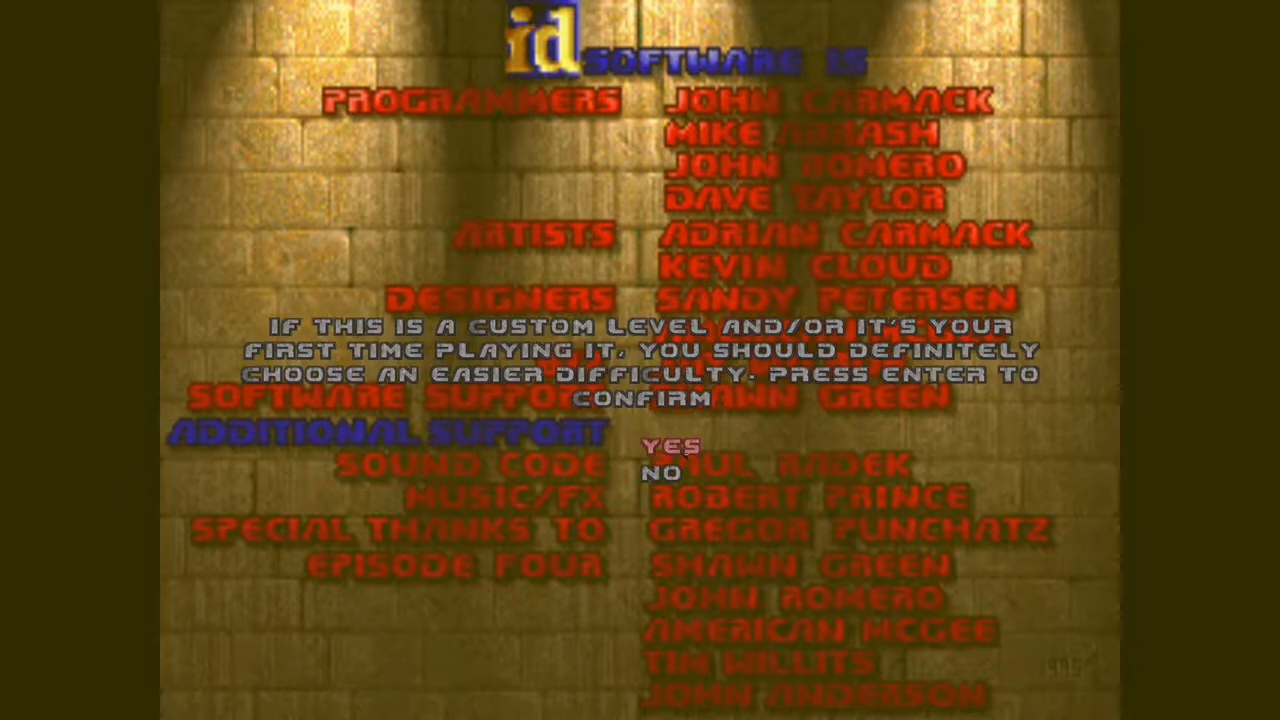 id SOFTWARE IS
PROGRAMMERS JOHN CARMACK
MIKE ABRASH
JOHN ROMERO
DAVE TAYLOR
ARTISTS ADRIAN CARMACK
KEVIN CLOUD
DESIGNERS SANDY PETERSEN
IF THIS IS A CUSTOM LEVEL AND/OR IT'S YOUR
FIRST TIME PLAYING IT, YOU SHOULD DEFINITELY
CHOOSE AN EASIER DIFFICULTY. PRESS ENTER TO
CONFIRM
SOFTWARE SUPPORT SHAWN GREEN
ADDITIONAL SUPPORT
YES
NO
SOUND CODE PAUL RADEK
MUSIC/FX ROBERT PRINCE
SPECIAL THANKS TO GREGOR PUNCHATZ
EPISODE FOUR SHAWN GREEN
JOHN ROMERO
AMERICAN MCGEE
TIM WILLITS
JOHN ANDERSON